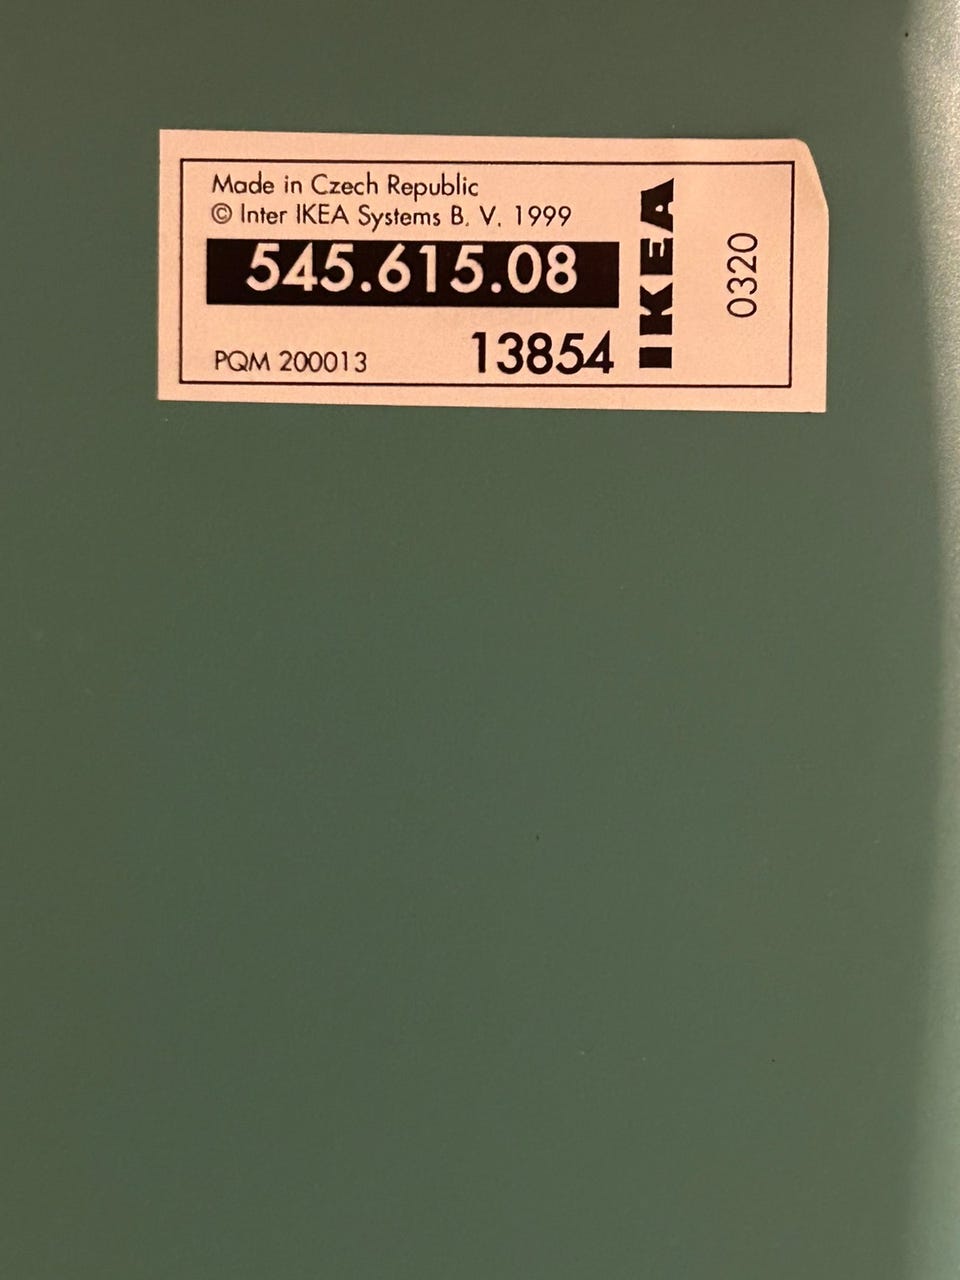 Made in Czech Republic
© Inter IKEA Systems B. V. 1999
545.615.08
PQM 200013
13854
IKEA
0320